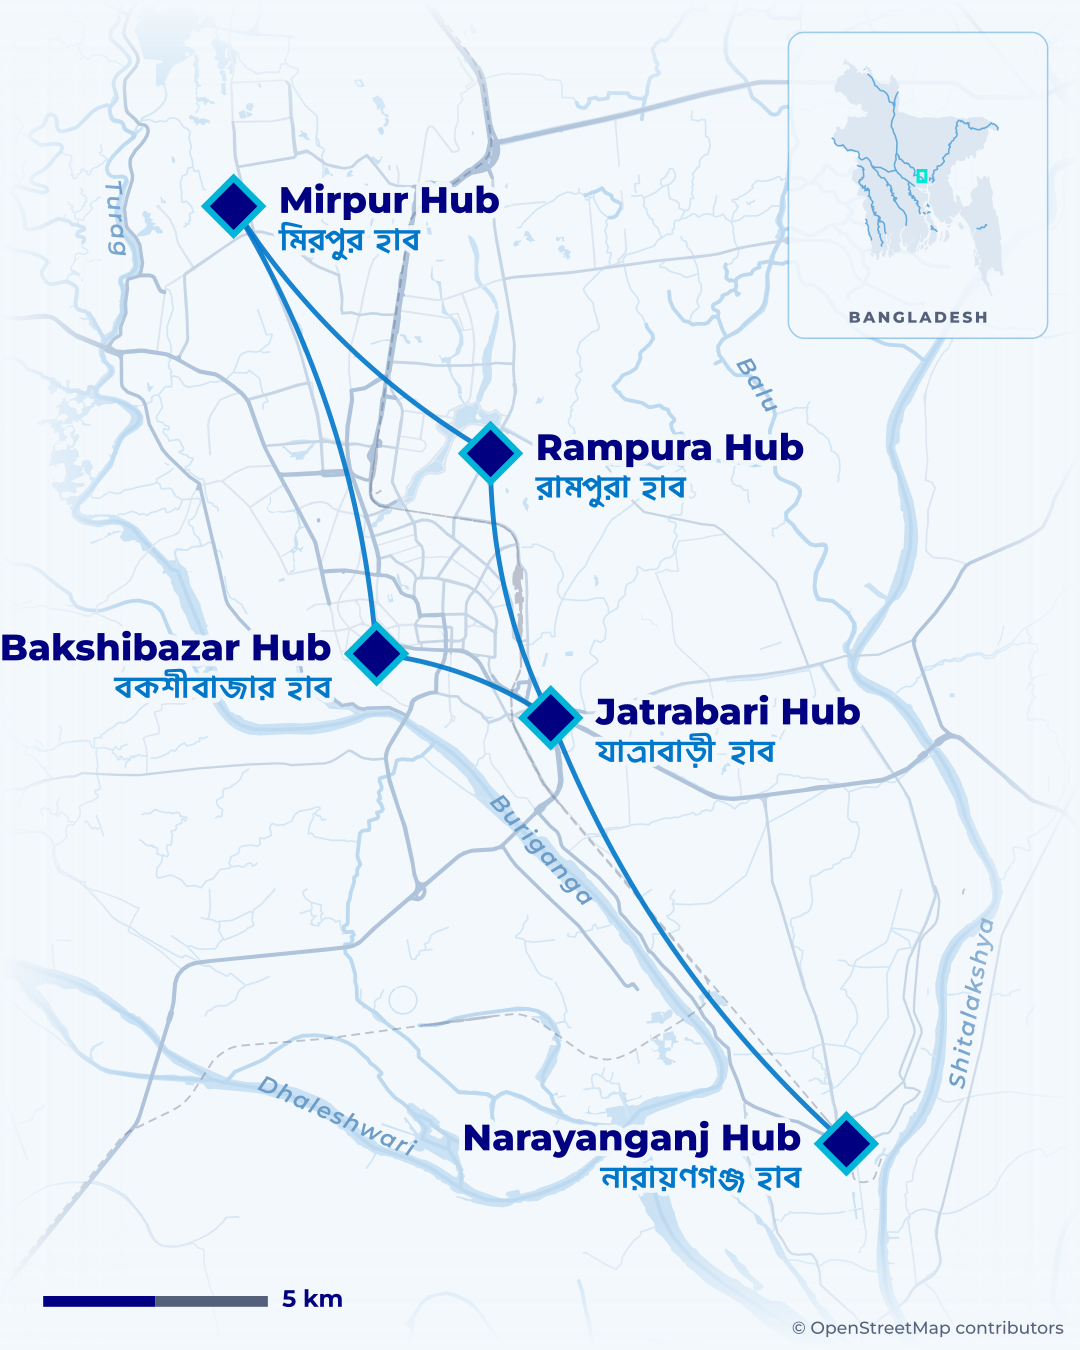 Turag
Mirpur Hub
মিরপুর হাব
BANGLADESH
Balu
Rampura Hub
রামপুরা হাব
Bakshibazar Hub
বকশীবাজার হাব
Jatrabari Hub
যাত্রাবাড়ী হাব
Buriganga
Shitalakshya
Dhaleshwari
Narayanganj Hub
নারায়ণগঞ্জ হাব
5 km
© OpenStreetMap contributors